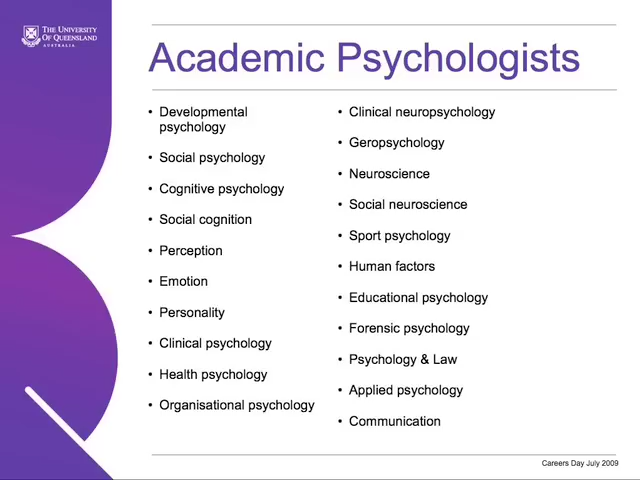 THE UNIVERSITY
OF QUEENSLAND
AUSTRALIA
Academic Psychologists
• Developmental
psychology
• Social psychology
• Cognitive psychology
• Social cognition
• Perception
• Emotion
• Personality
• Clinical psychology
• Health psychology
• Organisational psychology
• Clinical neuropsychology
• Geropsychology
• Neuroscience
• Social neuroscience
• Sport psychology
• Human factors
• Educational psychology
• Forensic psychology
• Psychology & Law
• Applied psychology
• Communication
Careers Day July 2009